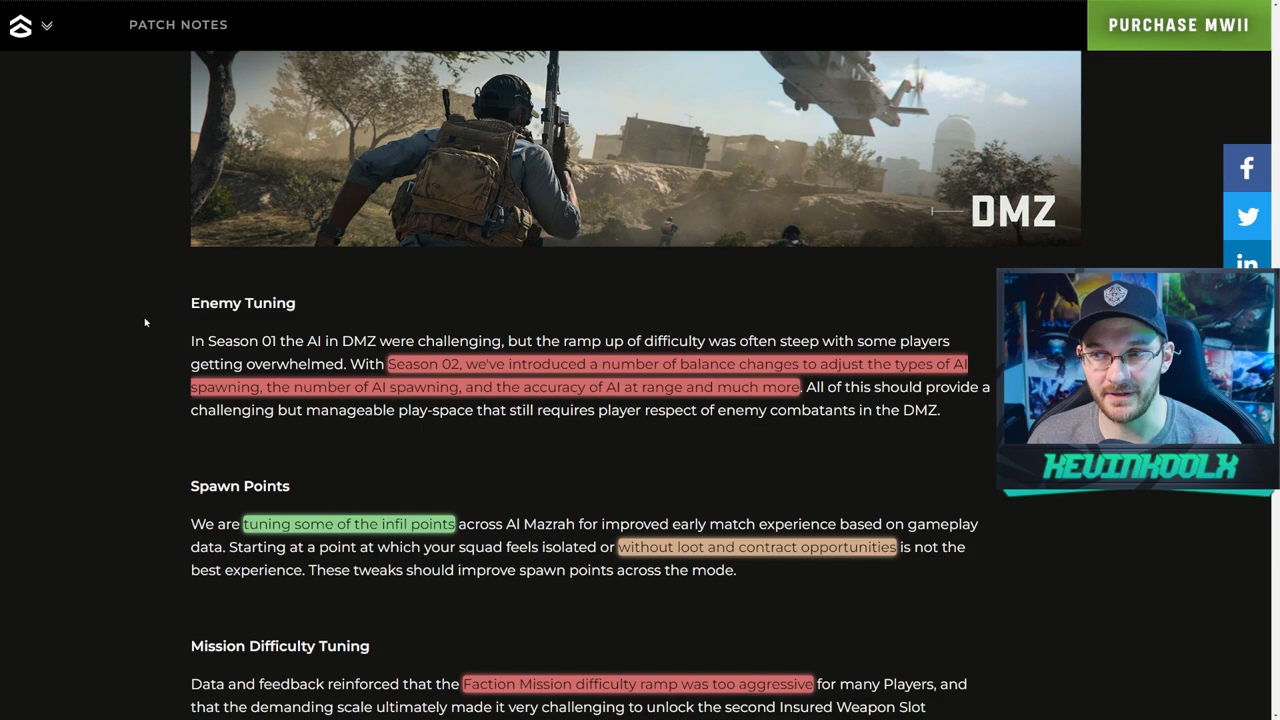 PATCH NOTES
PURCHASE MWII
DMZ
Enemy Tuning
In Season 01 the AI in DMZ were challenging, but the ramp up of difficulty was often steep with some players
getting overwhelmed. With Season 02, we've introduced a number of balance changes to adjust the types of AI
spawning, the number of AI spawning, and the accuracy of AI at range and much more. All of this should provide a
challenging but manageable play-space that still requires player respect of enemy combatants in the DMZ.
KEVINKOOLX
Spawn Points
We are tuning some of the infil points across Al Mazrah for improved early match experience based on gameplay
data. Starting at a point at which your squad feels isolated or without loot and contract opportunities is not the
best experience. These tweaks should improve spawn points across the mode.
Mission Difficulty Tuning
Data and feedback reinforced that the Faction Mission difficulty ramp was too aggressive for many Players, and
that the demanding scale ultimately made it very challenging to unlock the second Insured Weapon Slot